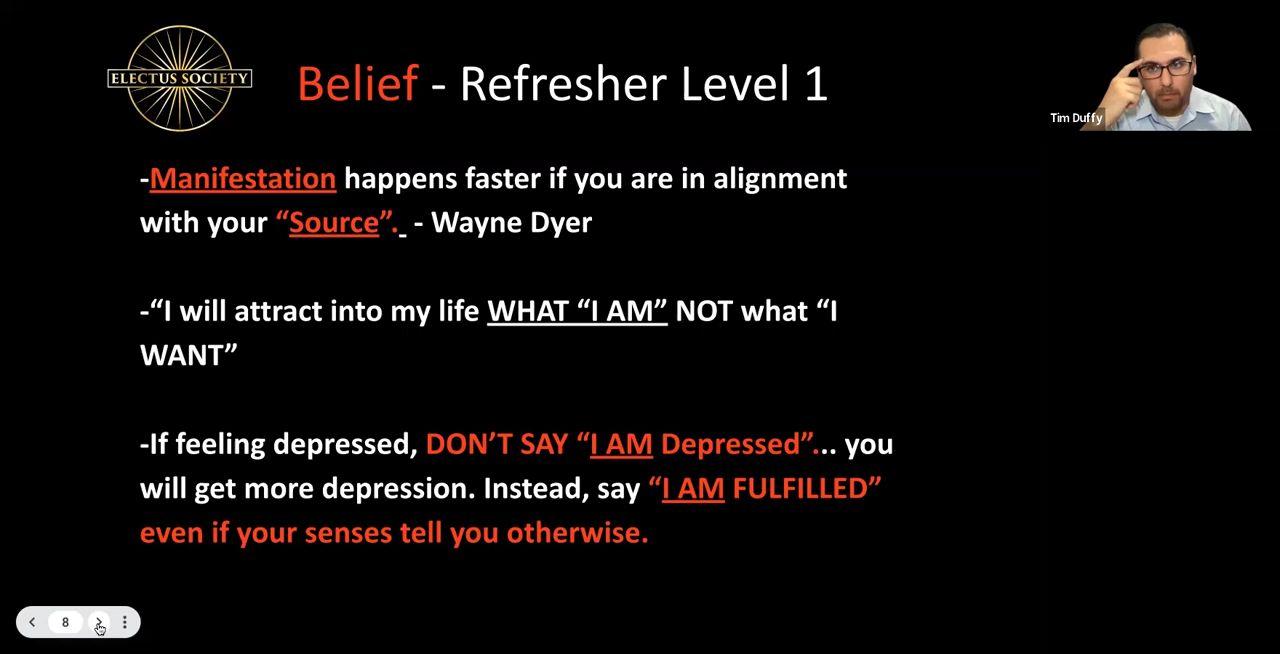 ELECTUS SOCIETY
Belief - Refresher Level 1
Tim Duffy
-Manifestation happens faster if you are in alignment
with your “Source”. - Wayne Dyer
-“I will attract into my life WHAT “I AM” NOT what “I
WANT”
-If feeling depressed, DON’T SAY “I AM Depressed”... you
will get more depression. Instead, say “I AM FULFILLED”
even if your senses tell you otherwise.
8